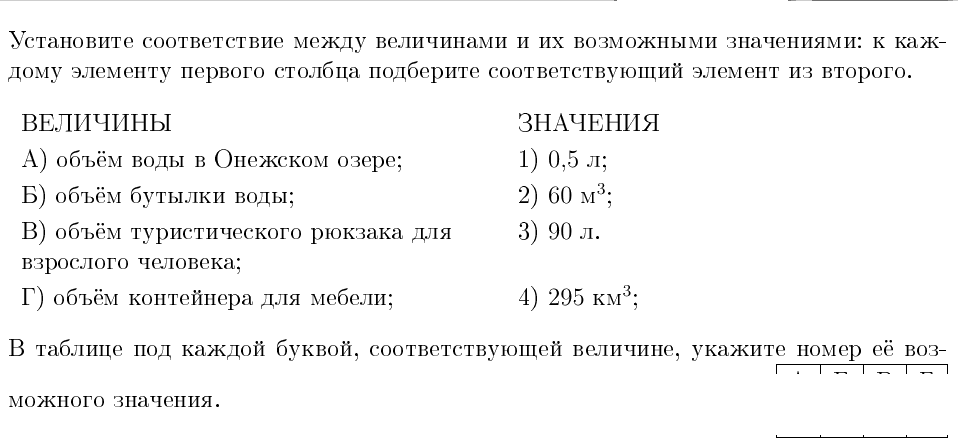 Установите соответствие между величинами и их возможными значениями: к каж-
дому элементу первого столбца подберите соответствующий элемент из второго.
ВЕЛИЧИНЫ ЗНАЧЕНИЯ
А) объём воды в Онежском озере; 1) 0,5 л;
Б) объём бутылки воды; 2) 60 м³;
В) объём туристического рюкзака для 3) 90 л.
взрослого человека;
Г) объём контейнера для мебели; 4) 295 км³;
В таблице под каждой буквой, соответствующей величине, укажите номер её воз-
можного значения.